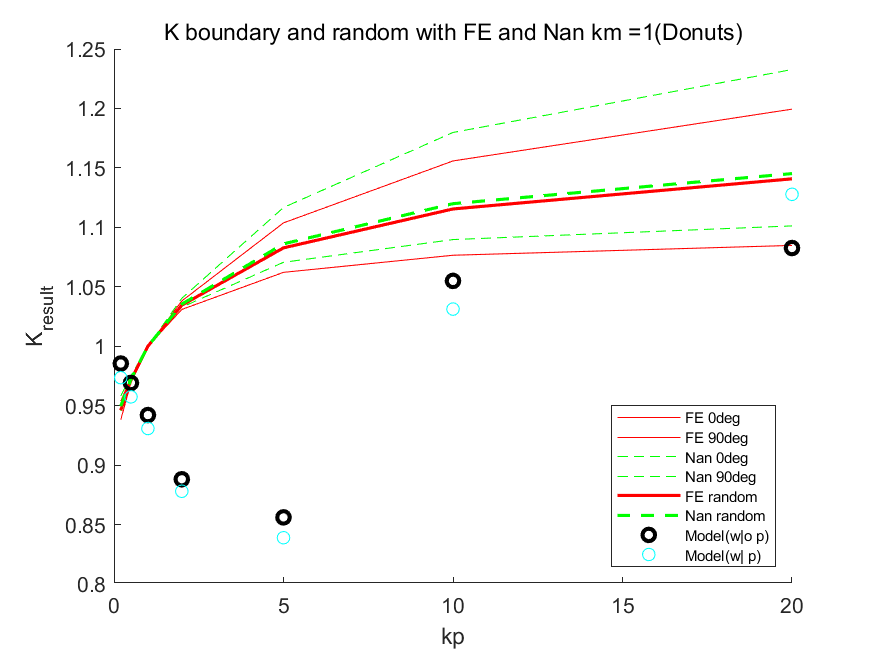 K boundary and random with FE and Nan km =1(Donuts)
1.25
1.2
1.15
1.1
1.05
1
0.95
0.9
0.85
0.8
K_result
0 5 10 15 20
kp
FE 0deg
FE 90deg
Nan 0deg
Nan 90deg
FE random
Nan random
Model(w|o p)
Model(w| p)